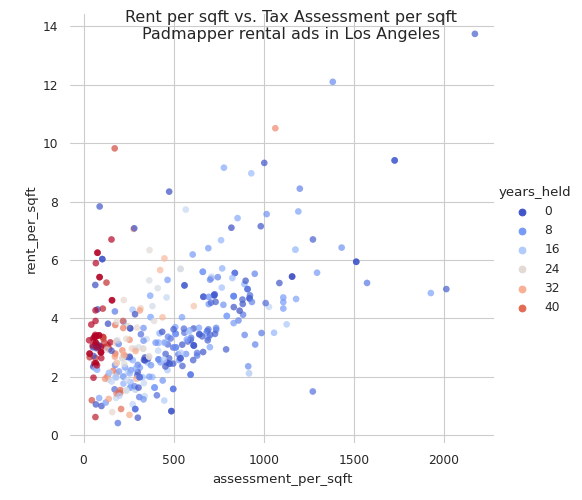 Rent per sqft vs. Tax Assessment per sqft
Padmapper rental ads in Los Angeles
14
12
10
8
6
4
2
0
rent_per_sqft
0 500 1000 1500 2000
assessment_per_sqft
years_held
0
8
16
24
32
40